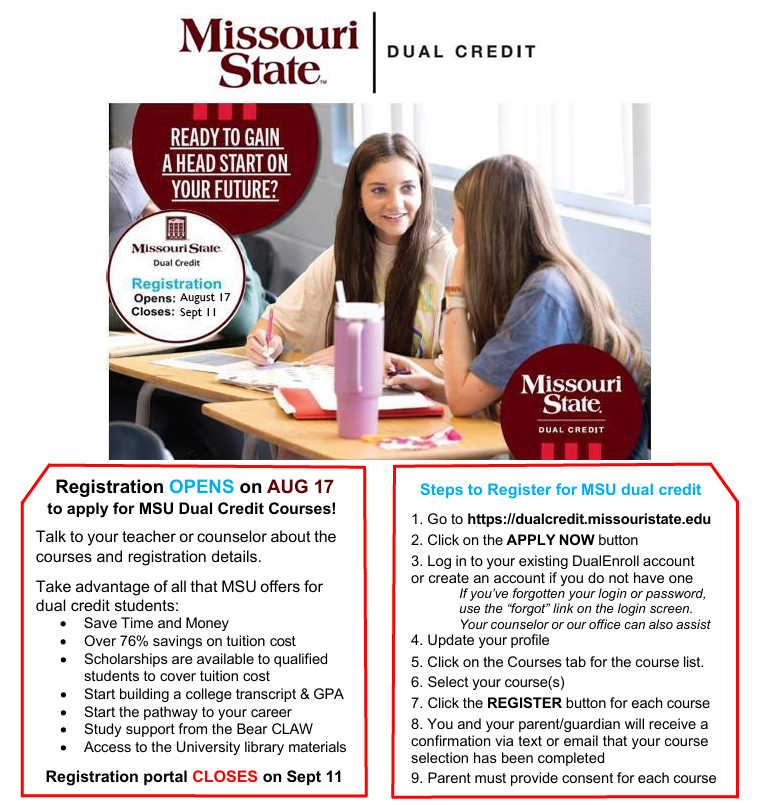 Missouri
State™
DUAL CREDIT
READY TO GAIN
A HEAD START ON
YOUR FUTURE?
Missouri State
Dual Credit
Registration
Opens: August 17
Closes: Sept 11
Missouri
State
DUAL CREDIT
Registration OPENS on AUG 17
to apply for MSU Dual Credit Courses!
Talk to your teacher or counselor about the
courses and registration details.
Take advantage of all that MSU offers for
dual credit students:
• Save Time and Money
• Over 76% savings on tuition cost
• Scholarships are available to qualified
students to cover tuition cost
• Start building a college transcript & GPA
• Start the pathway to your career
• Study support from the Bear CLAW
• Access to the University library materials
Registration portal CLOSES on Sept 11
Steps to Register for MSU dual credit
1. Go to https://dualcredit.missouristate.edu
2. Click on the APPLY NOW button
3. Log in to your existing DualEnroll account
or create an account if you do not have one
If you've forgotten your login or password,
use the “forgot” link on the login screen.
Your counselor or our office can also assist
4. Update your profile
5. Click on the Courses tab for the course list.
6. Select your course(s)
7. Click the REGISTER button for each course
8. You and your parent/guardian will receive a
confirmation via text or email that your course
selection has been completed
9. Parent must provide consent for each course